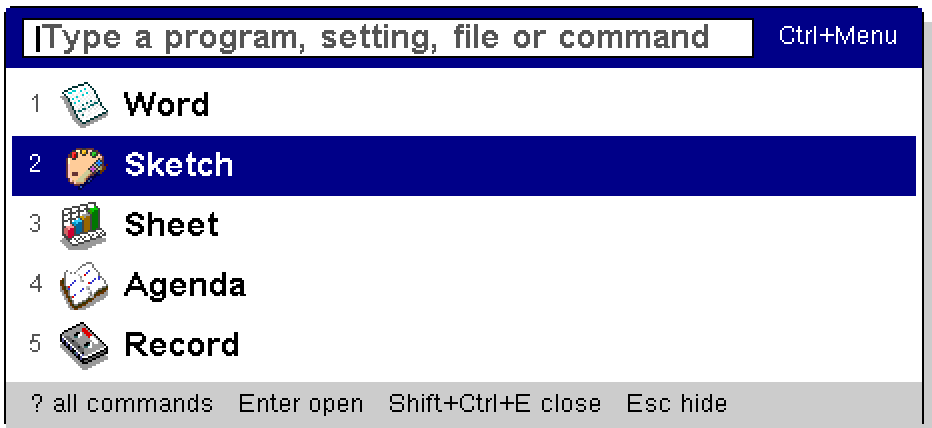 Type a program, setting, file or command Ctrl+Menu
1 Word
2 Sketch
3 Sheet
4 Agenda
5 Record
? all commands Enter open Shift+Ctrl+E close Esc hide